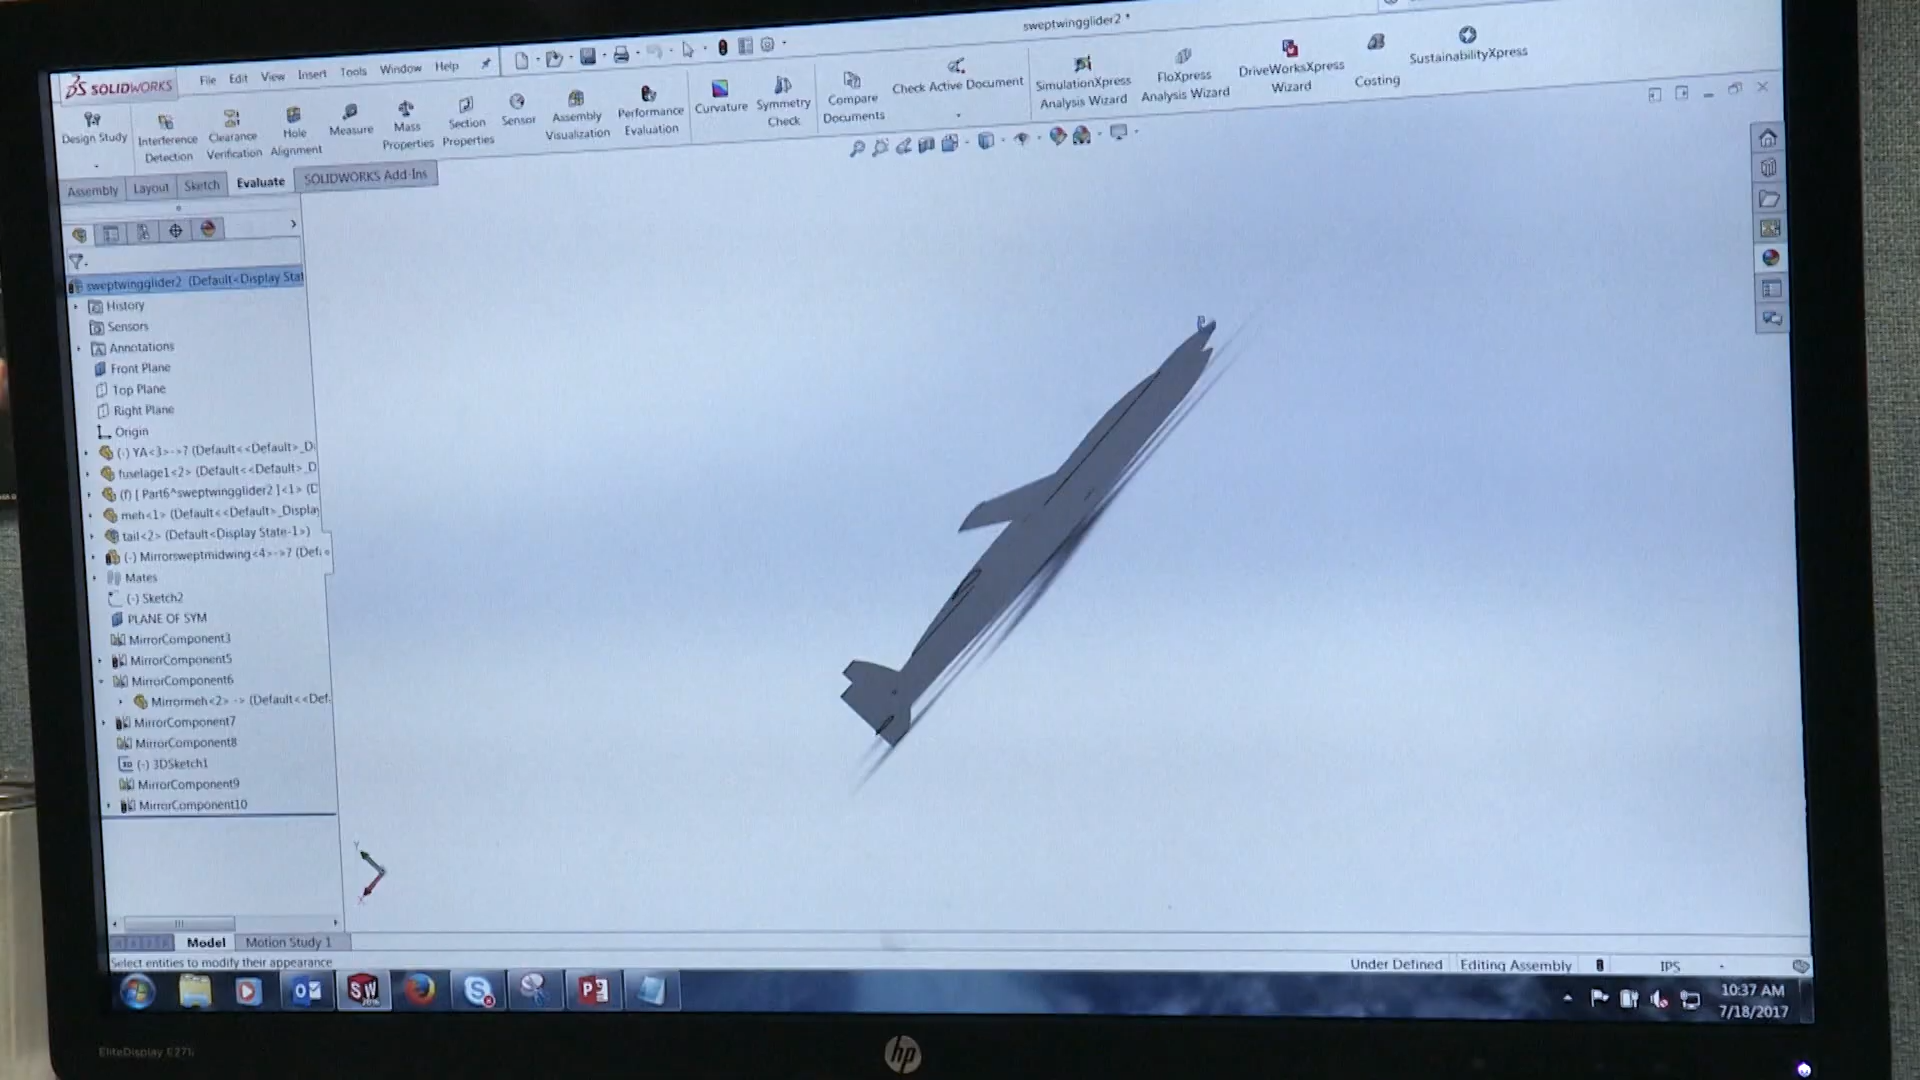 sweptwingglider2 *
SOLIDWORKS File Edit View Insert Tools Window Help
Design Study
Interference Detection
Clearance Verification
Hole Alignment
Measure
Mass Properties
Section Properties
Sensor
Assembly Visualization
Performance Evaluation
Curvature
Symmetry Check
Compare Documents
Check Active Document
SimulationXpress Analysis Wizard
FloXpress Analysis Wizard
DriveWorksXpress Wizard
Costing
SustainabilityXpress
Assembly Layout Sketch Evaluate SOLIDWORKS Add-Ins
sweptwingglider2 (Default<Display Stat
History
Sensors
Annotations
Front Plane
Top Plane
Right Plane
Origin
(-) YA<3>->? (Default<<Default>_D
fuselage1<2> (Default<<Default>_D
(f) [ Part6^sweptwingglider2 ]<1> (D
meh<1> (Default<<Default>_Display
tail<2> (Default<Display State-1>)
(-) Mirrorsweptmidwing<4>->? (Defa
Mates
(-) Sketch2
PLANE OF SYM
MirrorComponent3
MirrorComponent5
MirrorComponent6
Mirrormeh<2> -> (Default<<Def
MirrorComponent7
MirrorComponent8
(-) 3DSketch1
MirrorComponent9
MirrorComponent10
Y
X
Model Motion Study 1
Select entities to modify their appearance
Under Defined Editing Assembly IPS
10:37 AM
7/18/2017
EliteDisplay E271i
hp